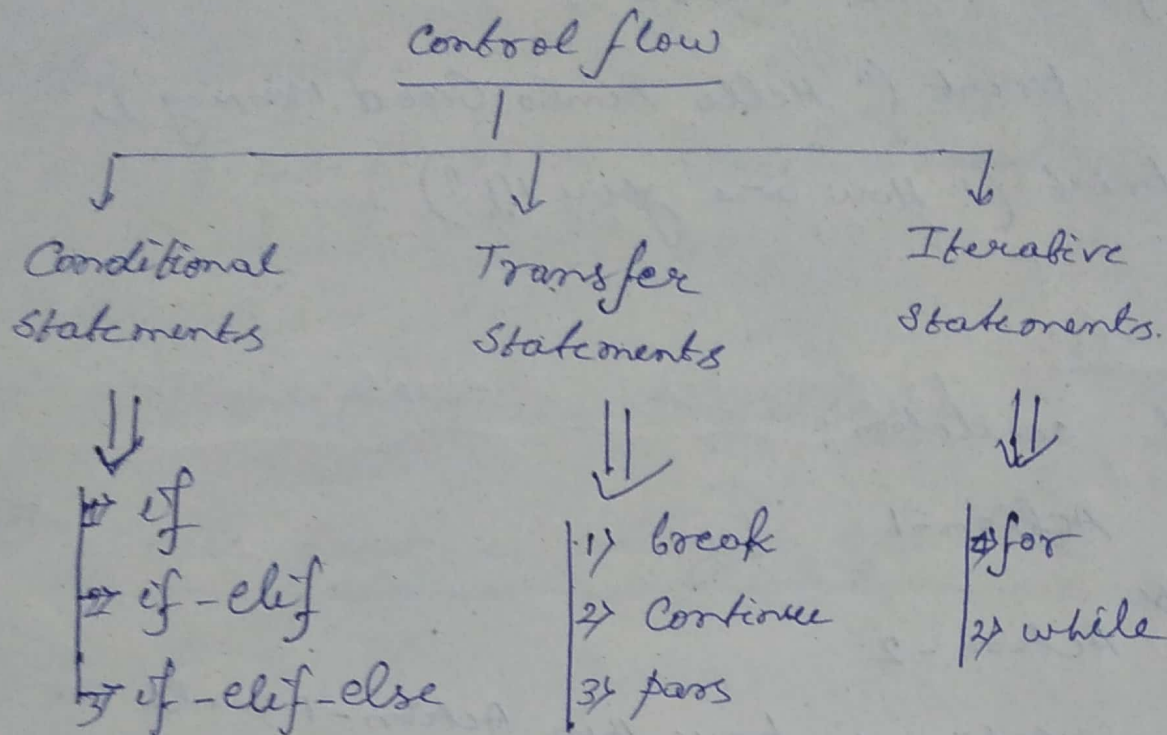 Control flow
Conditional
Statements
Transfer
Statements
Iterative
Statements.
1) if
2) if-elif
3) if-elif-else
1) break
2) Continue
3) pass
1) for
2) while